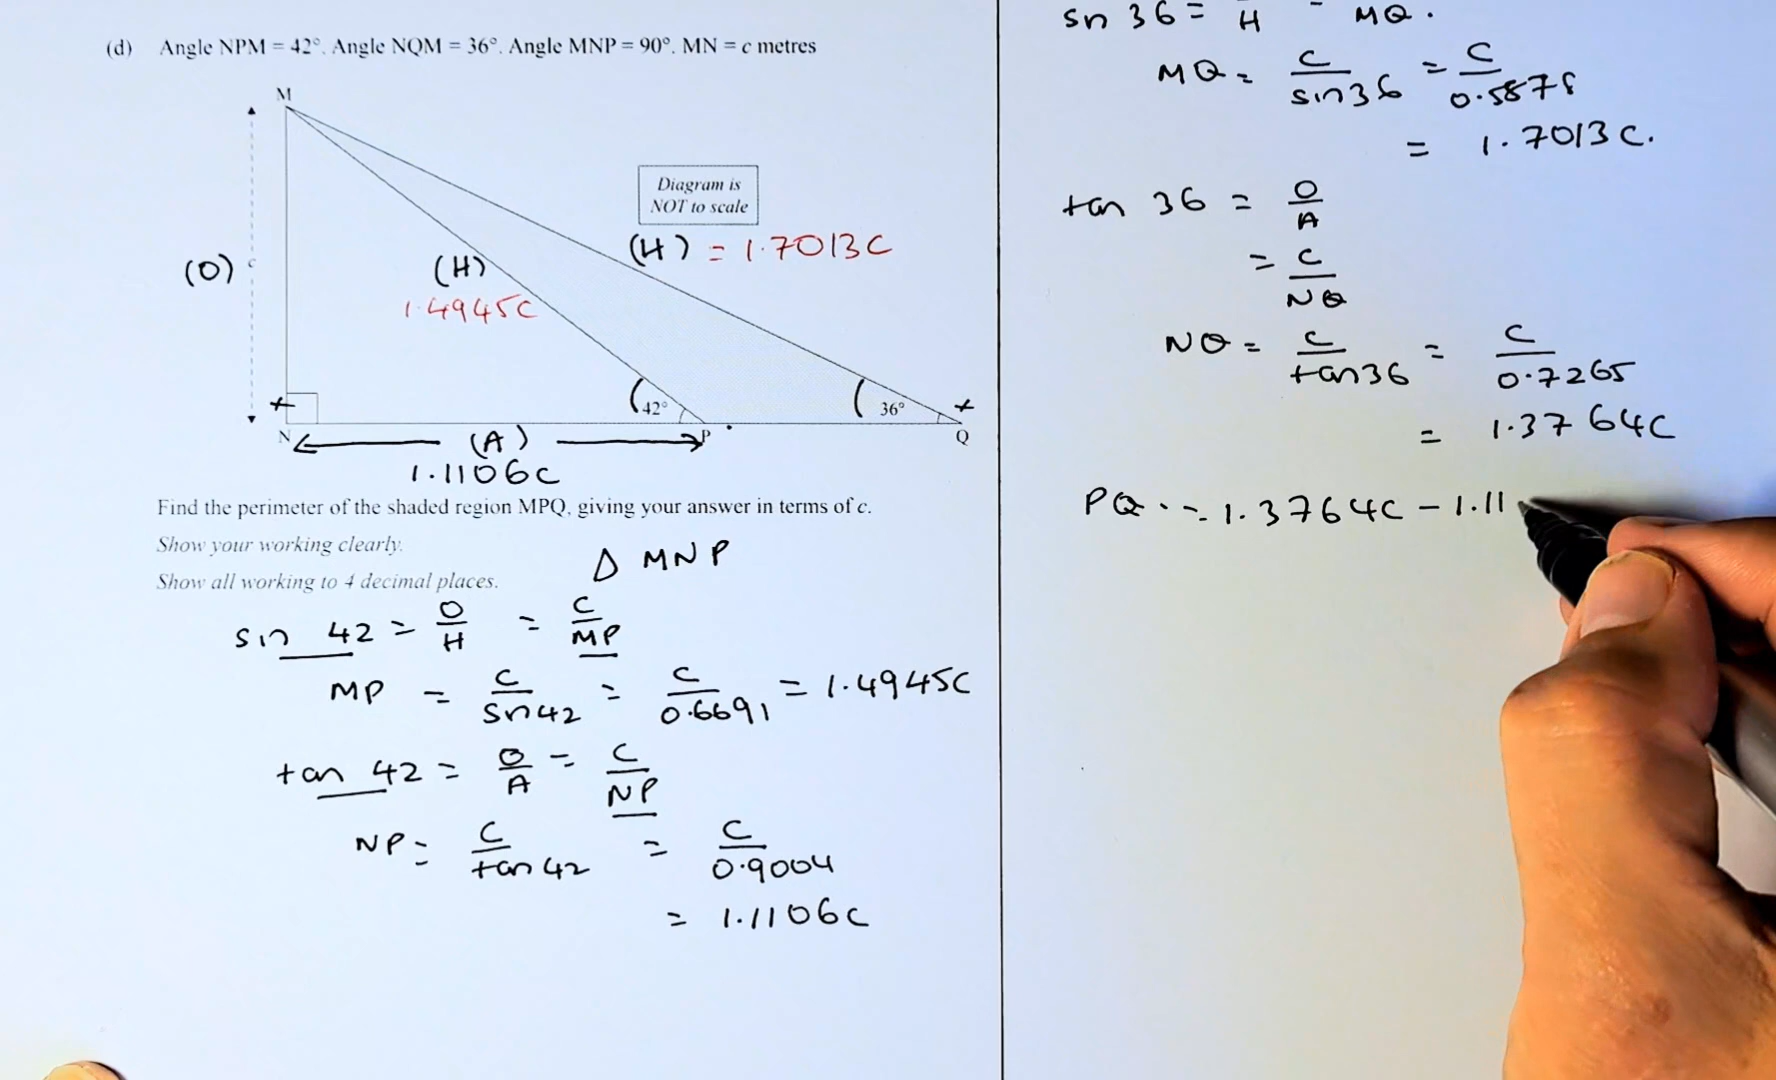 (d) Angle NPM = 42°. Angle NQM = 36°. Angle MNP = 90°. MN = c metres
M
Diagram is
NOT to scale
(O)
c
(H)
1.4945c
(H) = 1.7013c
42°
36°
N
(A)
P
Q
1.1106c
Find the perimeter of the shaded region MPQ, giving your answer in terms of c.
Show your working clearly.
Show all working to 4 decimal places.
Δ MNP
sin 42 = O/H = c/MP
MP = c/sin42 = c/0.6691 = 1.4945c
tan 42 = O/A = c/NP
NP = c/tan42 = c/0.9004
= 1.1106c
MQ = c/sin36 = c/0.5878
= 1.7013c.
tan 36 = O/A
= c/NQ
NQ = c/tan36 = c/0.7265
= 1.3764c
PQ = 1.3764c - 1.11